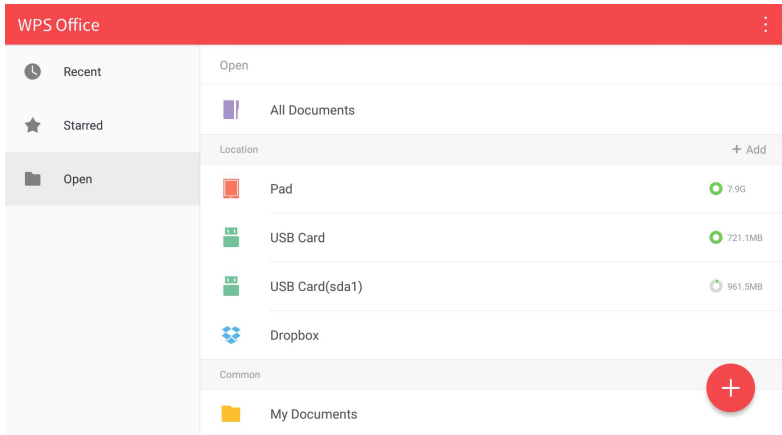 WPS Office
Recent
Starred
Open
Open
All Documents
Location
+ Add
Pad
7.9G
USB Card
721.1MB
USB Card(sda1)
961.5MB
Dropbox
Common
My Documents